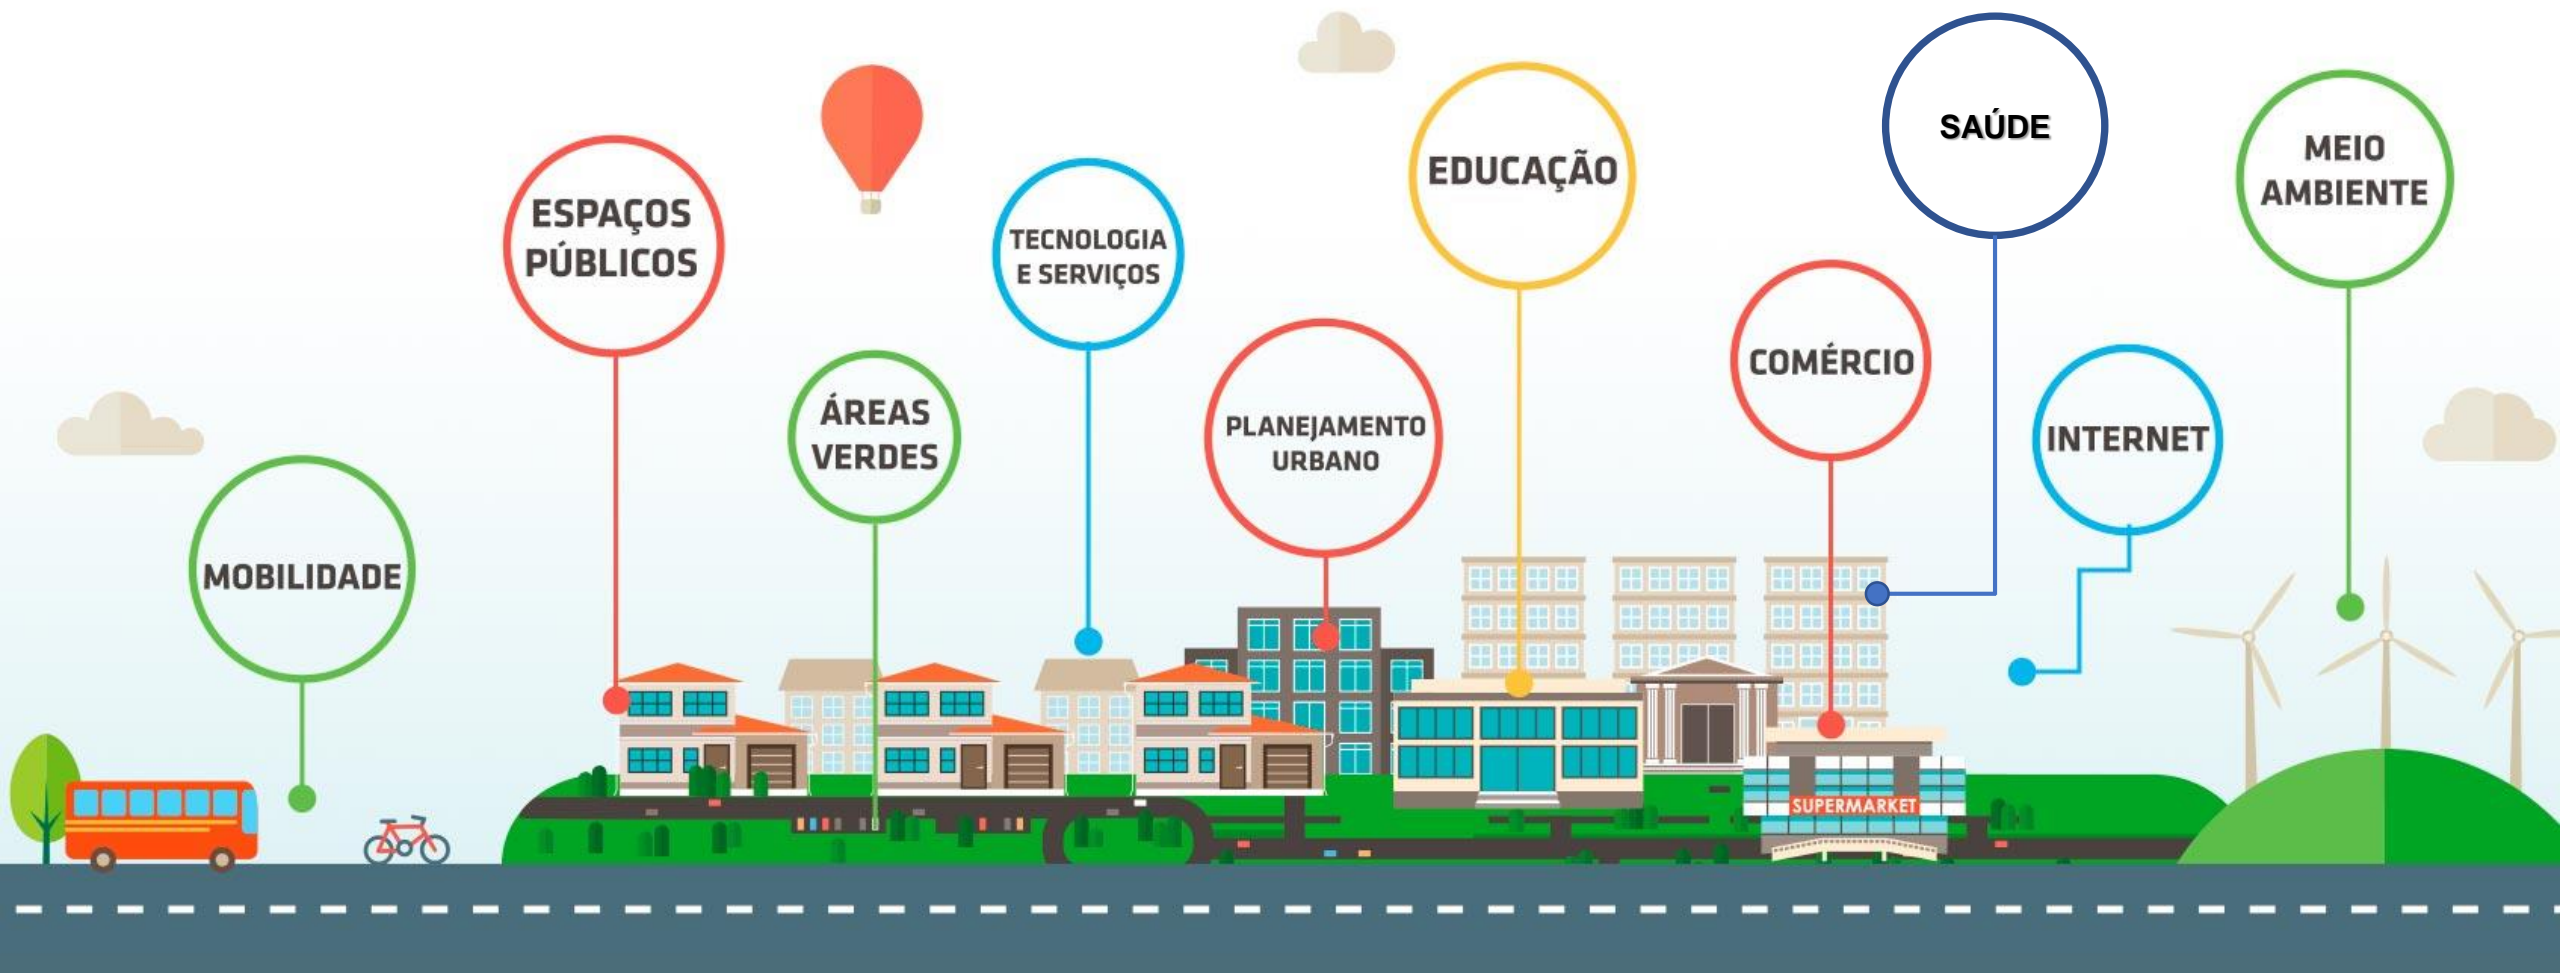 MOBILIDADE
ESPAÇOS
PÚBLICOS
ÁREAS
VERDES
TECNOLOGIA
E SERVIÇOS
PLANEJAMENTO
URBANO
EDUCAÇÃO
COMÉRCIO
SAÚDE
INTERNET
MEIO
AMBIENTE
SUPERMARKET